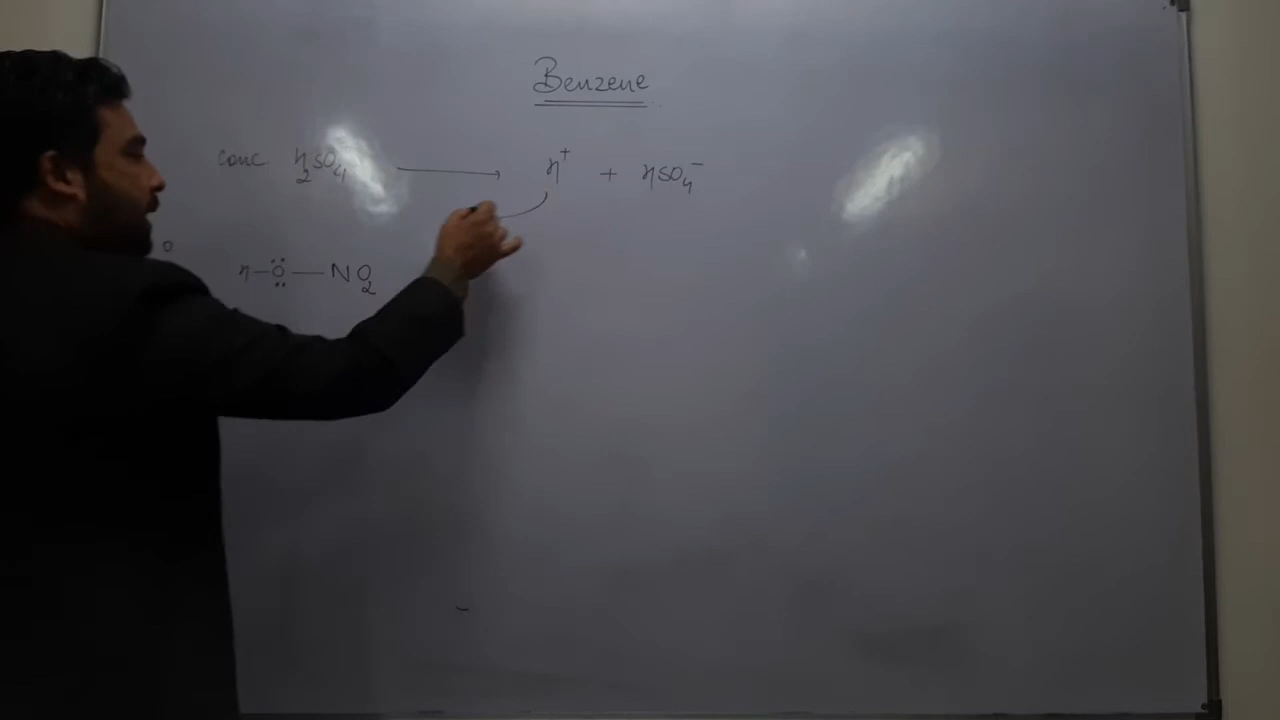 Benzene
conc. H₂SO₄ ⟶ H⁺ + HSO₄⁻
H–Ö–NO₂